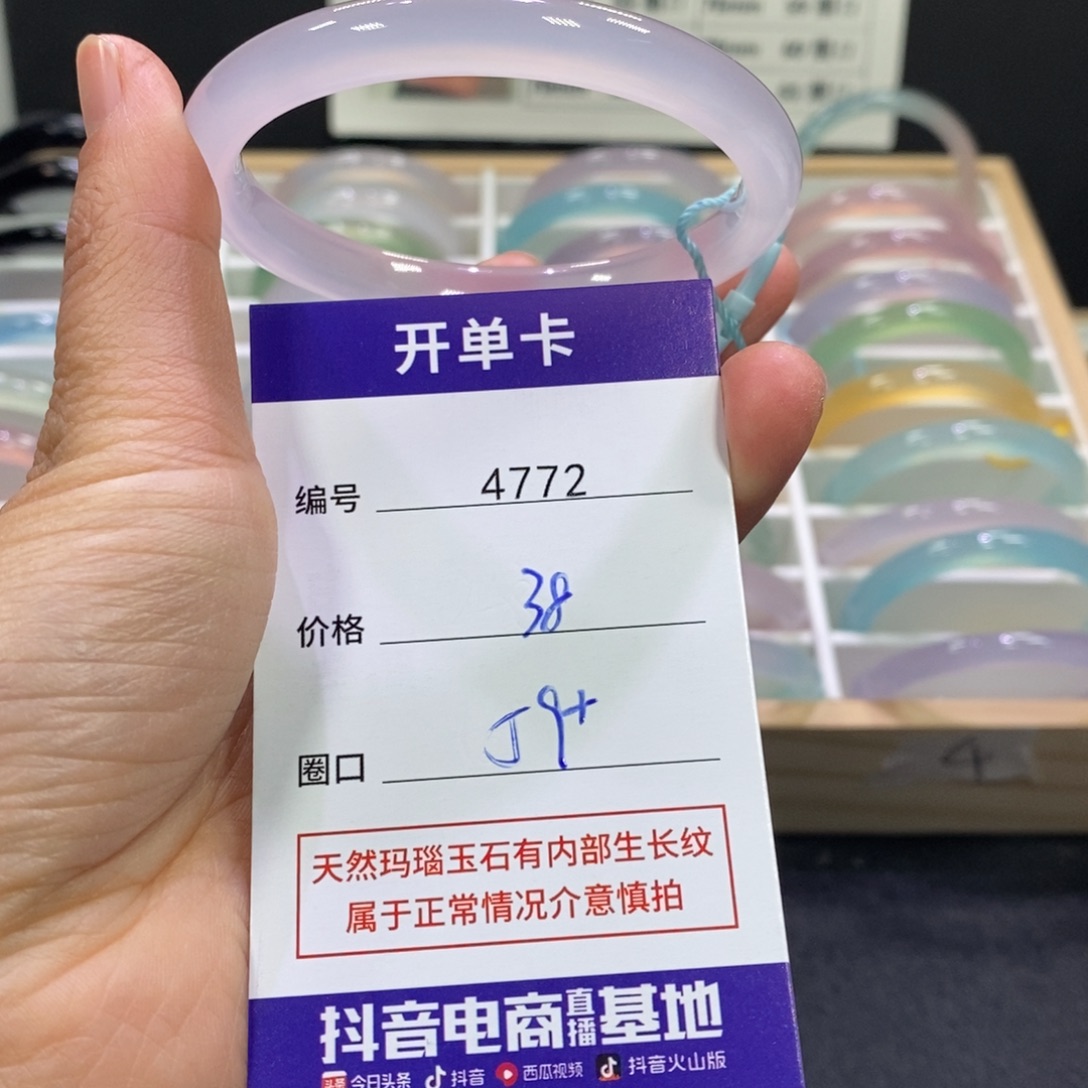 开单卡
编号 4772
价格 38
圈口 J9+
天然玛瑙玉石有内部生长纹
属于正常情况介意慎拍
抖音电商直播基地
头条 今日头条 抖音 西瓜视频 抖音火山版
4